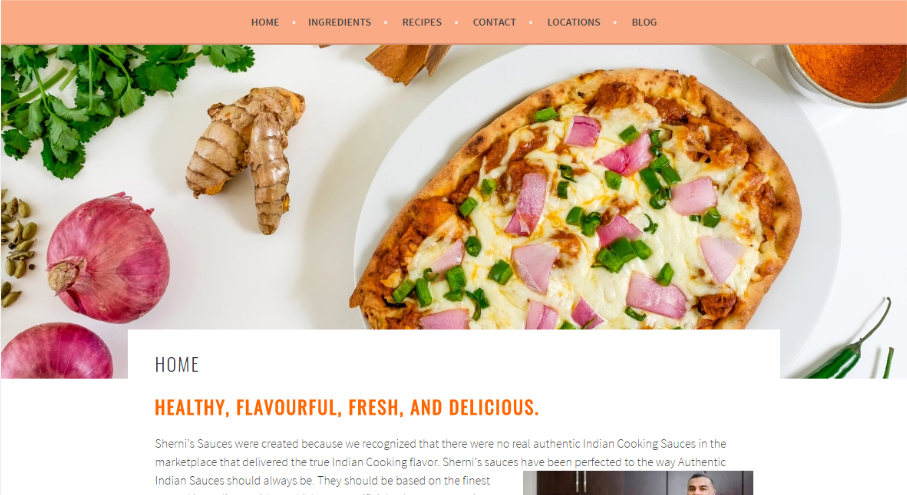 HOME • INGREDIENTS • RECIPES • CONTACT • LOCATIONS • BLOG
HOME
HEALTHY, FLAVOURFUL, FRESH, AND DELICIOUS.
Sherni's Sauces were created because we recognized that there were no real authentic Indian Cooking Sauces in the
marketplace that delivered the true Indian Cooking flavor. Sherni's sauces have been perfected to the way Authentic
Indian Sauces should always be. They should be based on the finest